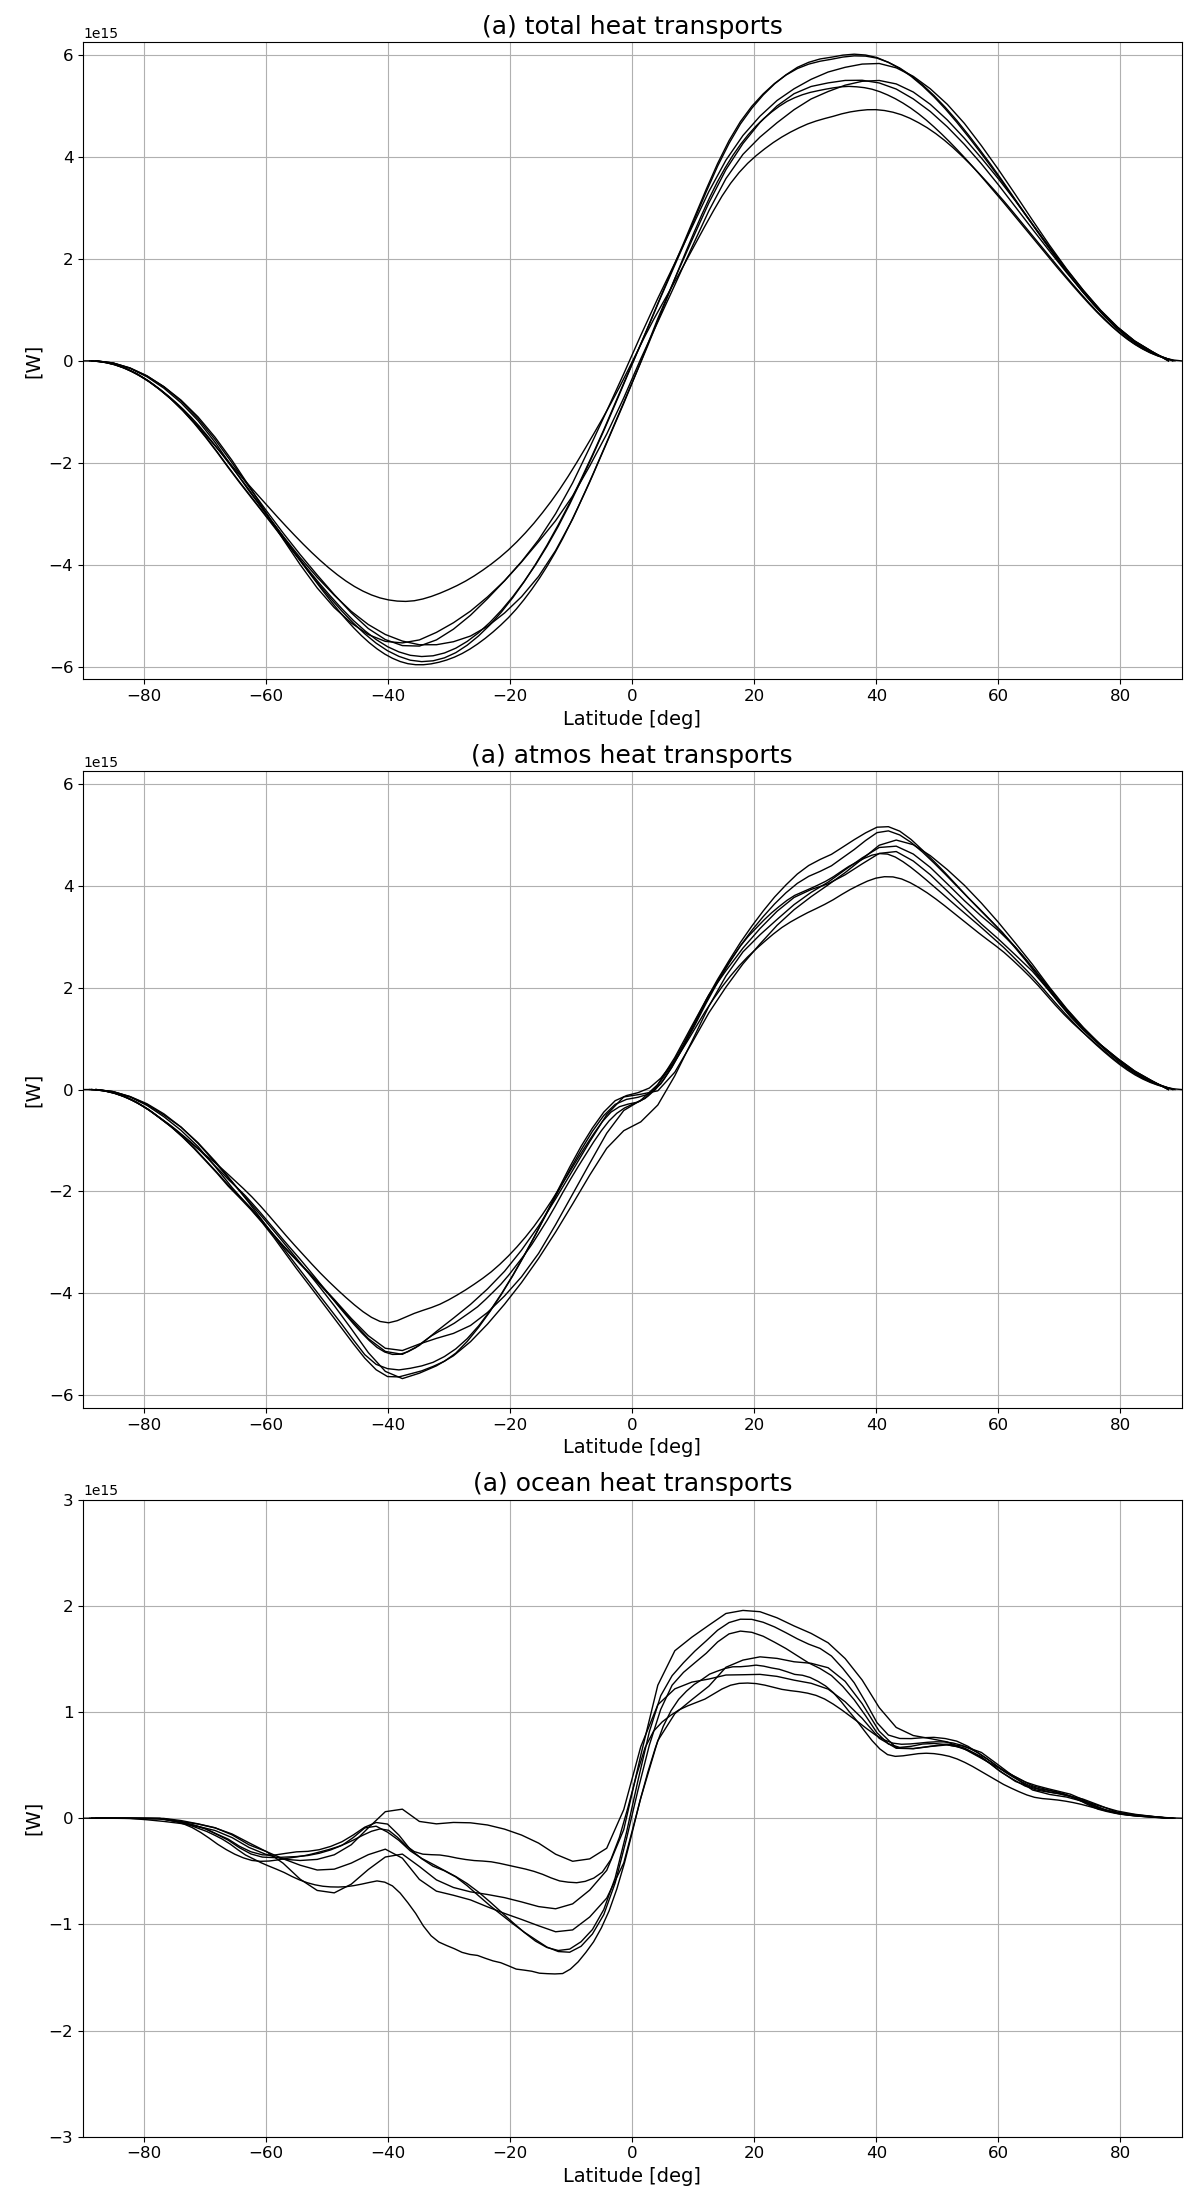 (a) total heat transports
1e15
6
4
2
0
−2
−4
−6
[W]
−80 −60 −40 −20 0 20 40 60 80
Latitude [deg]
(a) atmos heat transports
1e15
6
4
2
0
−2
−4
−6
[W]
−80 −60 −40 −20 0 20 40 60 80
Latitude [deg]
(a) ocean heat transports
1e15
3
2
1
0
−1
−2
−3
[W]
−80 −60 −40 −20 0 20 40 60 80
Latitude [deg]